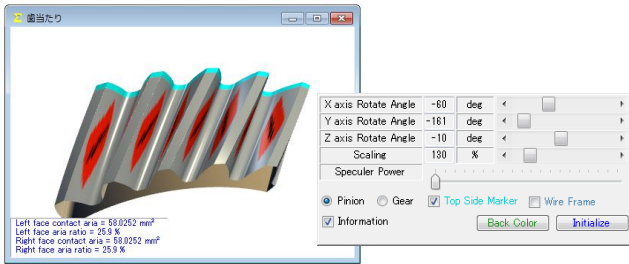 歯当たり
Left face contact aria = 58.0252 mm²
Left face aria ratio = 25.9 %
Right face contact aria = 58.0252 mm²
Right face aria ratio = 25.9 %
X axis Rotate Angle -60 deg
Y axis Rotate Angle -161 deg
Z axis Rotate Angle -10 deg
Scaling 130 %
Speculer Power
Pinion Gear Top Side Marker Wire Frame
Information Back Color Initialize